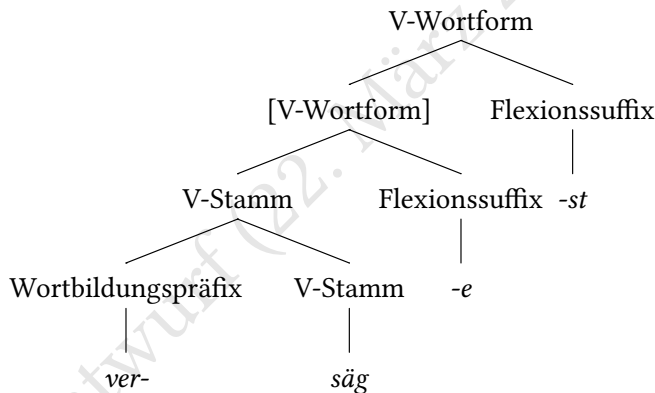 V-Wortform
[V-Wortform] Flexionssuffix
V-Stamm Flexionssuffix -st
Wortbildungspräfix V-Stamm -e
ver- säg